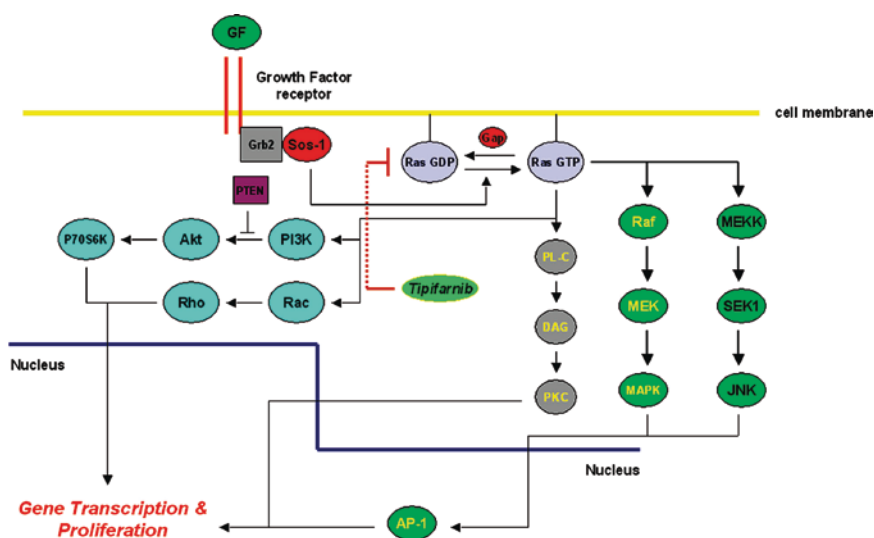 GF
Growth Factor
receptor
cell membrane
Grb2
Sos-1
Gap
Ras GDP
Ras GTP
PTEN
P70S6K
Akt
PI3K
PL-C
Raf
MEKK
Rho
Rac
Tipifarnib
DAG
MEK
SEK1
Nucleus
PKC
MAPK
JNK
Nucleus
Gene Transcription &
Proliferation
AP-1